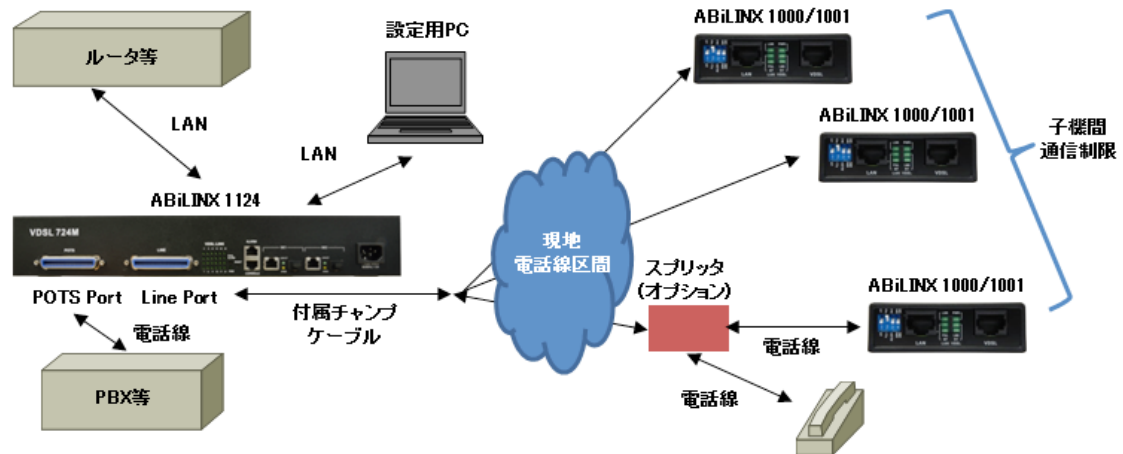 ルータ等
LAN
設定用PC
LAN
ABiLINX 1124
VDSL 724M
POTS Port
Line Port
付属チャンプ
ケーブル
電話線
PBX等
現地
電話線区間
スプリッタ
(オプション)
電話線
電話線
ABiLINX 1000/1001
LAN
VDSL
ABiLINX 1000/1001
LAN
VDSL
ABiLINX 1000/1001
LAN
VDSL
子機間
通信制限